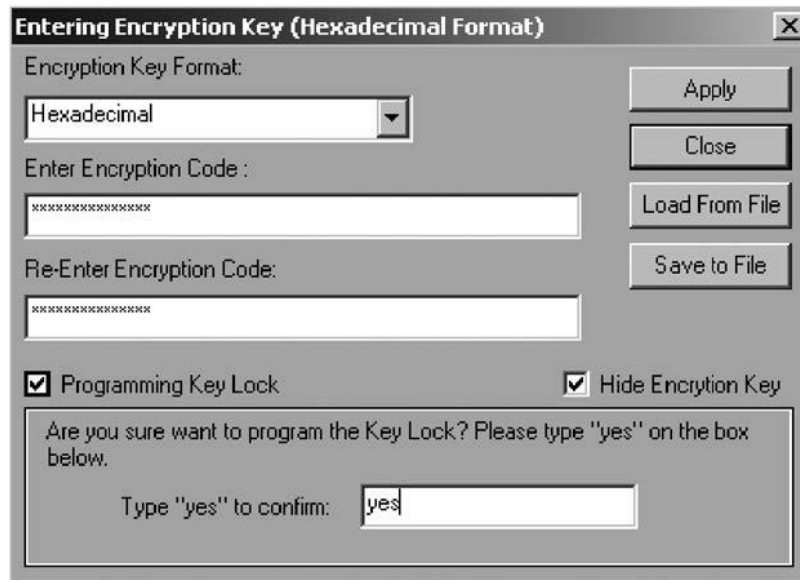 Entering Encryption Key (Hexadecimal Format)
Encryption Key Format:
Hexadecimal
Apply
Close
Enter Encryption Code :
xxxxxxxxxxxxxxx
Load From File
Re-Enter Encryption Code:
Save to File
xxxxxxxxxxxxxxx
Programming Key Lock
Hide Encrytion Key
Are you sure want to program the Key Lock? Please type "yes" on the box
below.
Type "yes" to confirm:
yes